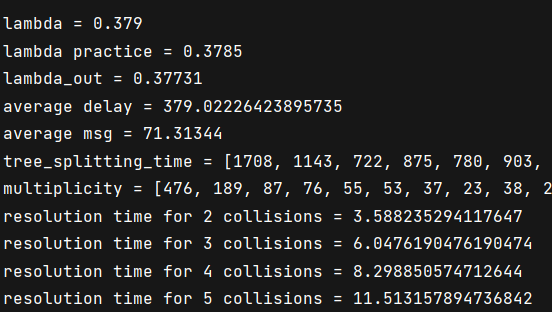 lambda = 0.379
lambda practice = 0.3785
lambda_out = 0.37731
average delay = 379.02226423895735
average msg = 71.31344
tree_splitting_time = [1708, 1143, 722, 875, 780, 903,
multiplicity = [476, 189, 87, 76, 55, 53, 37, 23, 38, 2
resolution time for 2 collisions = 3.588235294117647
resolution time for 3 collisions = 6.0476190476190474
resolution time for 4 collisions = 8.298850574712644
resolution time for 5 collisions = 11.513157894736842